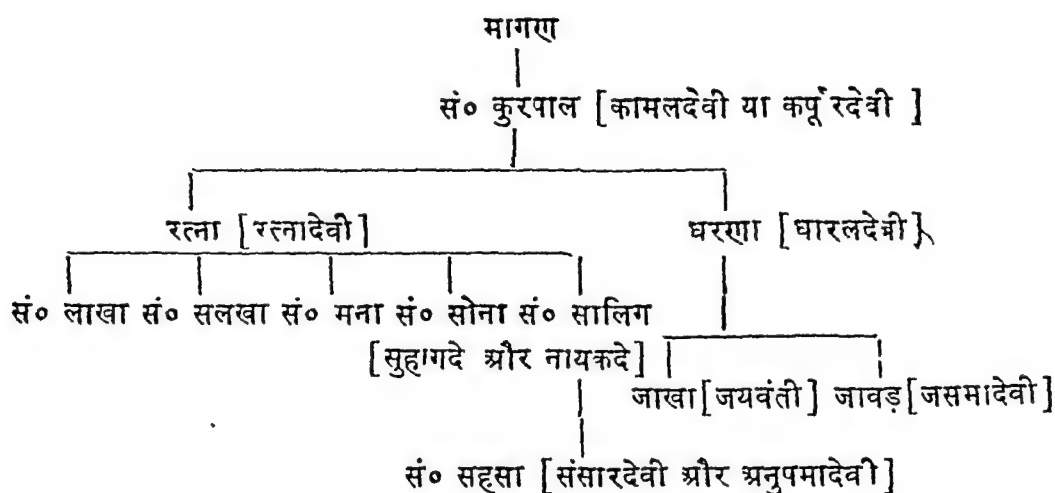 मागण
सं० कुरपाल [कामलदेवी या कर्पूरदेवी ]
रत्ना [रत्नादेवी]
धरणा [धारलदेवी]
सं० लाखा सं० सलखा सं० मना सं० सोना सं० सालिग
[सुहागदे और नायकदे]
जाखा[जयवंती] जावड़[जसमादेवी]
सं० सहसा [संसारदेवी और अनुपमादेवी]